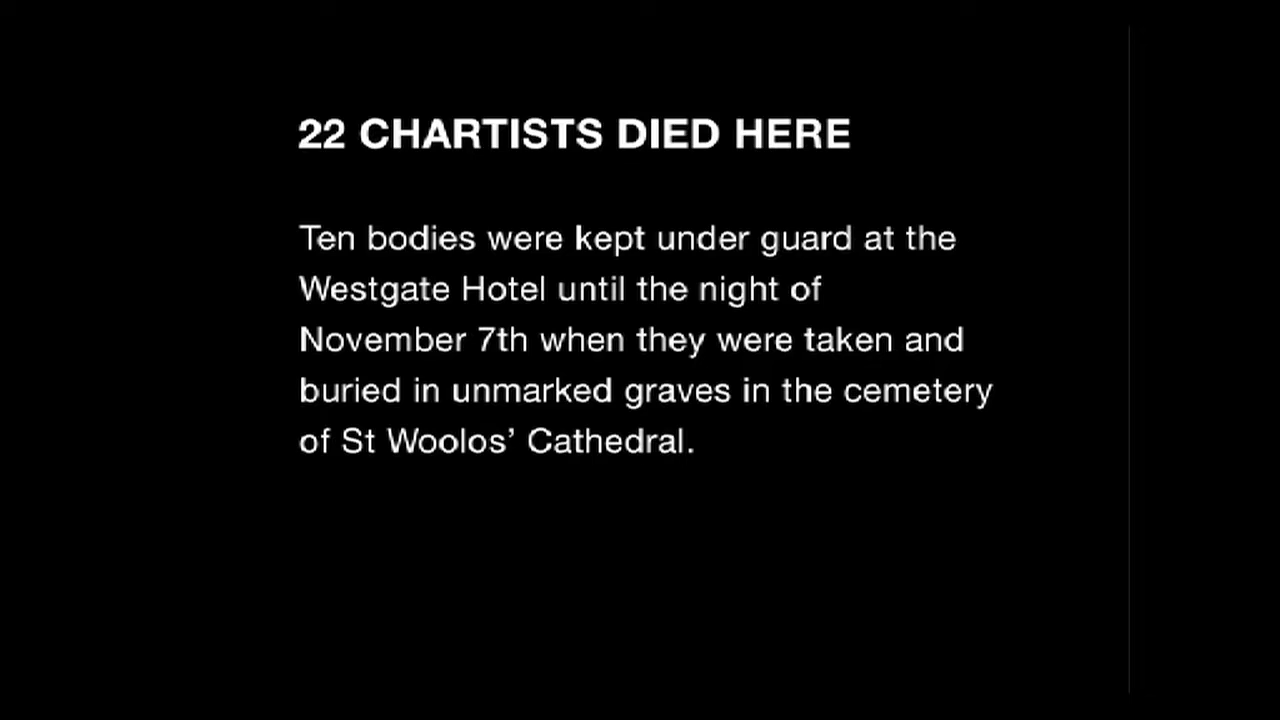 22 CHARTISTS DIED HERE
Ten bodies were kept under guard at the
Westgate Hotel until the night of
November 7th when they were taken and
buried in unmarked graves in the cemetery
of St Woolos’ Cathedral.